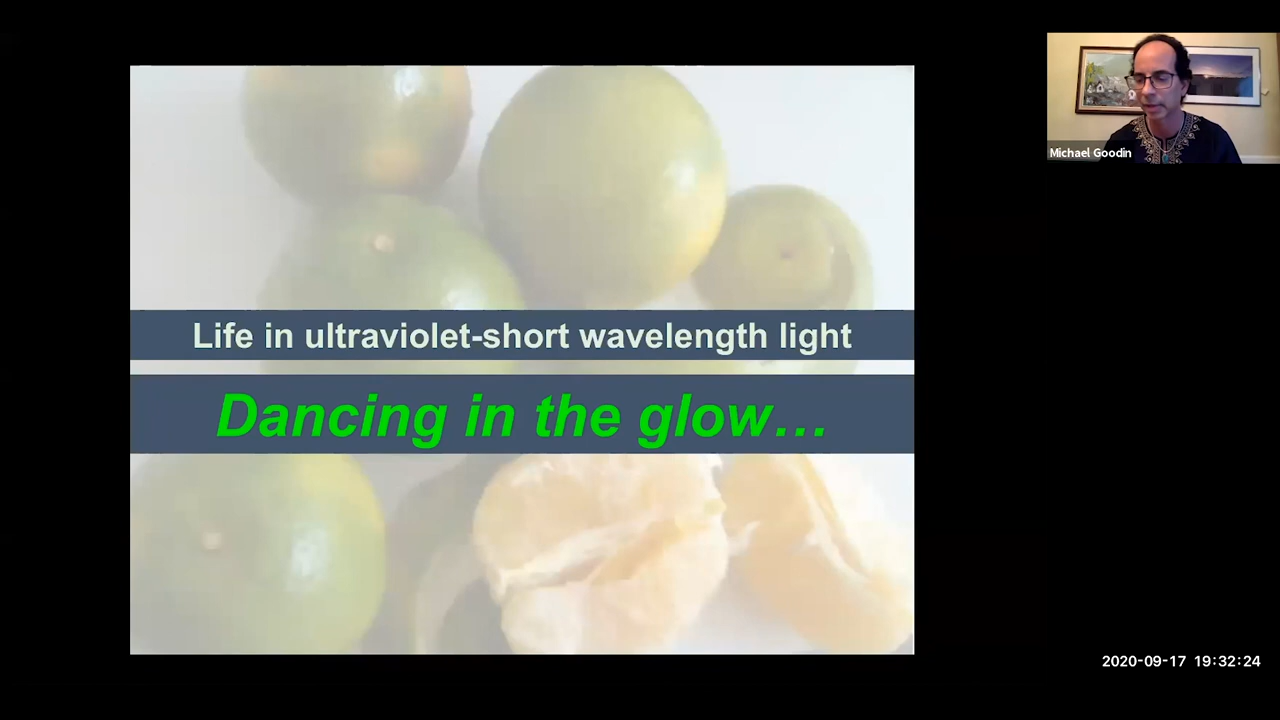 Michael Goodin
Life in ultraviolet-short wavelength light
Dancing in the glow…
2020-09-17 19:32:24